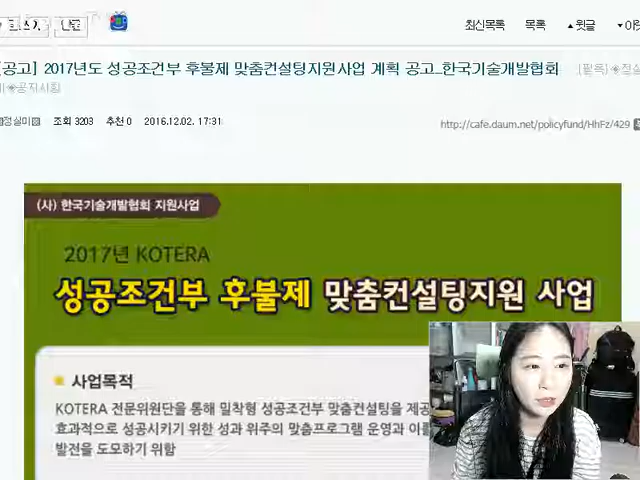 최신목록 목록 ▲윗글
[공고] 2017년도 성공조건부 후불제 맞춤컨설팅지원사업 계획 공고_한국기술개발협회
조회 3203 추천 0 2016.12.02. 17:31
http://cafe.daum.net/policyfund/HhFz/429
(사) 한국기술개발협회 지원사업
2017년 KOTERA
성공조건부 후불제 맞춤컨설팅지원 사업
사업목적
KOTERA 전문위원단을 통해 밀착형 성공조건부 맞춤컨설팅을 제공
효과적으로 성공시키기 위한 성과 위주의 맞춤프로그램 운영과 이를
발전을 도모하기 위함